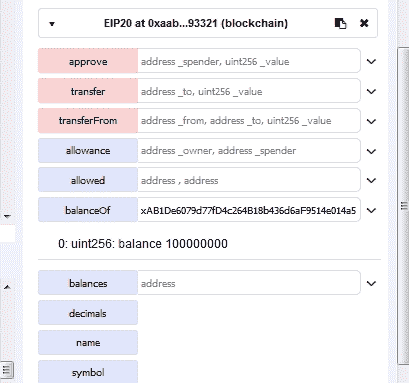 EIP20 at 0xaab...93321 (blockchain)
approve address _spender, uint256 _value
transfer address _to, uint256 _value
transferFrom address _from, address _to, uint256 _value
allowance address _owner, address _spender
allowed address , address
balanceOf xAB1De6079d77fD4c264B18b436d6aF9514e014a5
0: uint256: balance 100000000
balances address
decimals
name
symbol